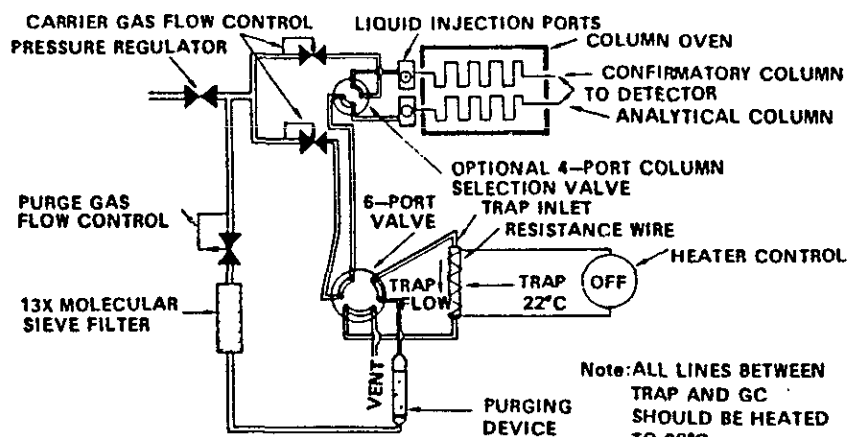 CARRIER GAS FLOW CONTROL
PRESSURE REGULATOR
LIQUID INJECTION PORTS
COLUMN OVEN
CONFIRMATORY COLUMN
TO DETECTOR
ANALYTICAL COLUMN
OPTIONAL 4-PORT COLUMN
SELECTION VALVE
PURGE GAS
FLOW CONTROL
6-PORT
VALVE
TRAP INLET
RESISTANCE WIRE
HEATER CONTROL
OFF
TRAP
FLOW
TRAP
22°C
13X MOLECULAR
SIEVE FILTER
VENT
PURGING
DEVICE
Note: ALL LINES BETWEEN
TRAP AND GC
SHOULD BE HEATED